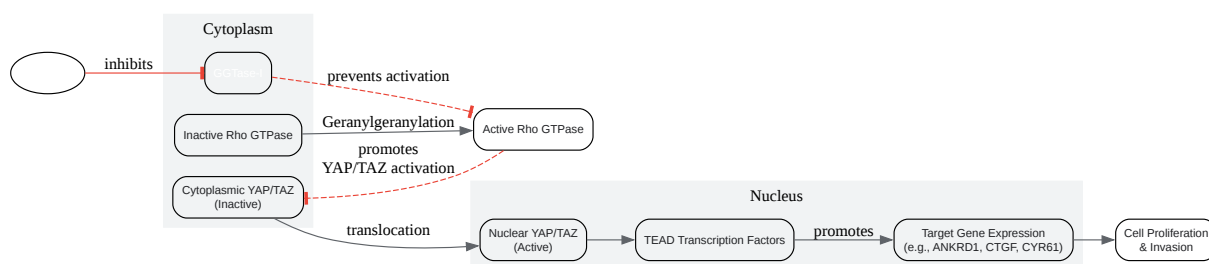 Cytoplasm
inhibits
GGTase I
prevents activation
Inactive Rho GTPase
Geranylgeranylation
Active Rho GTPase
promotes
YAP/TAZ activation
Cytoplasmic YAP/TAZ
(Inactive)
translocation
Nucleus
Nuclear YAP/TAZ
(Active)
TEAD Transcription Factors
promotes
Target Gene Expression
(e.g., ANKRD1, CTGF, CYR61)
Cell Proliferation
& Invasion